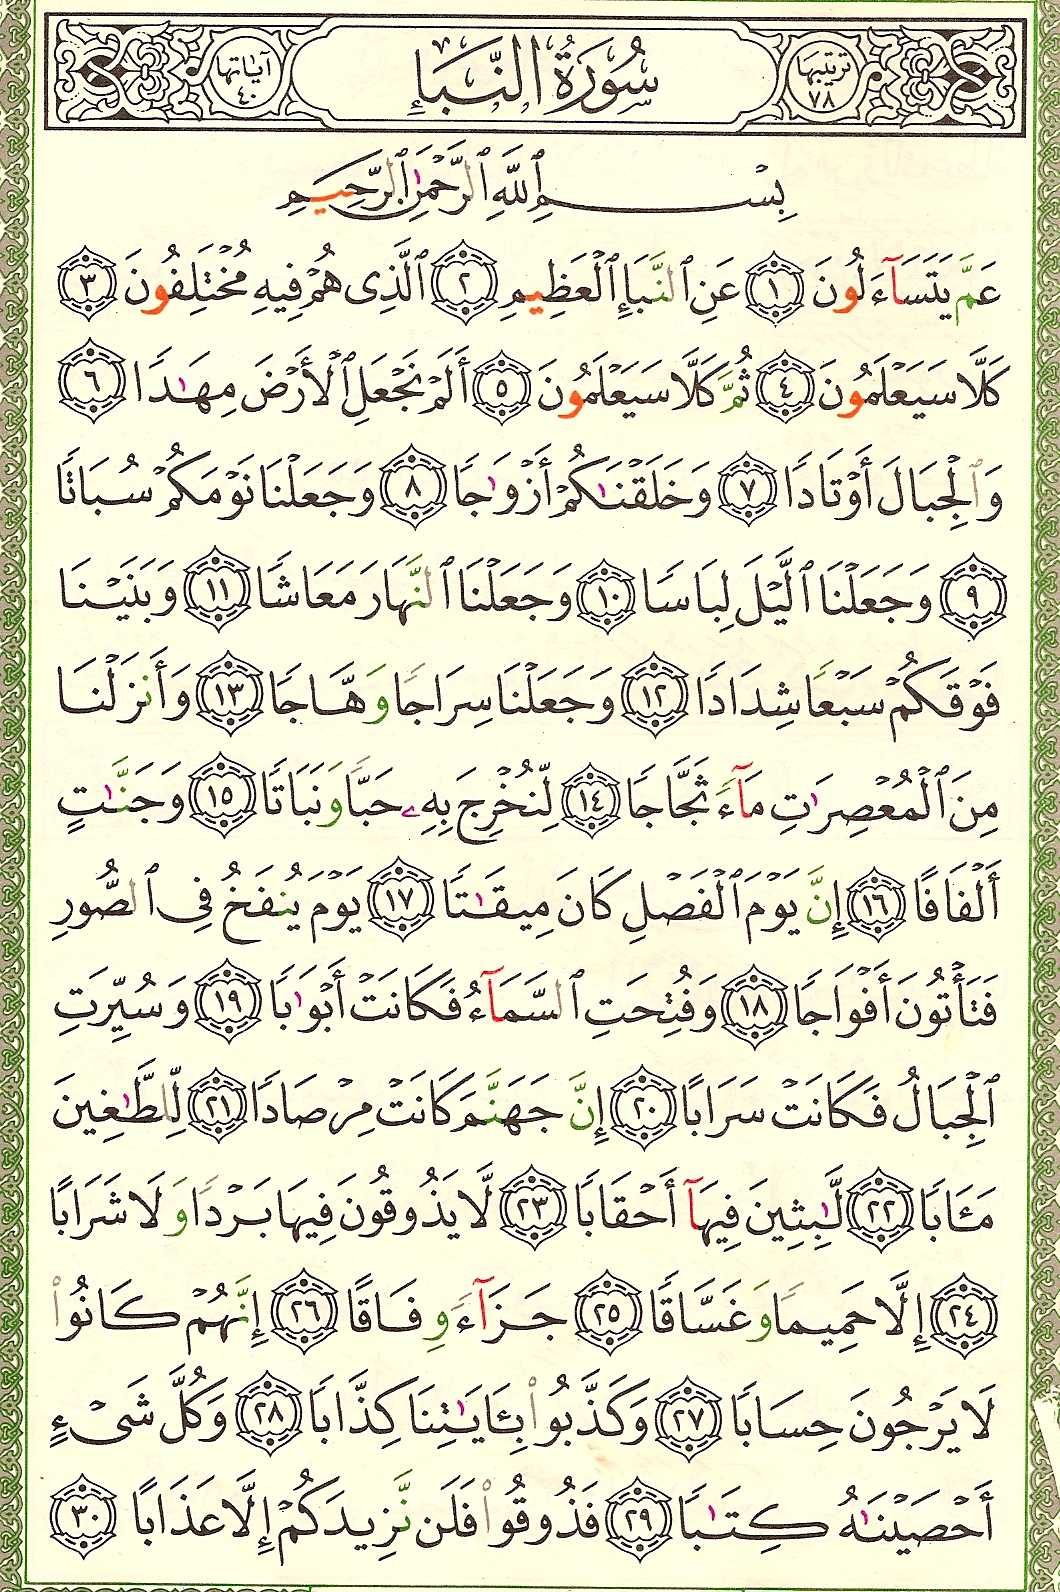 ترتيبها ٧٨ سُورَةُ النَّبَإِ آياتها ٤٠
بِسْمِ ٱللَّهِ ٱلرَّحْمَٰنِ ٱلرَّحِيمِ
عَمَّ يَتَسَآءَلُونَ ١ عَنِ ٱلنَّبَإِ ٱلْعَظِيمِ ٢ ٱلَّذِى هُمْ فِيهِ مُخْتَلِفُونَ ٣
كَلَّا سَيَعْلَمُونَ ٤ ثُمَّ كَلَّا سَيَعْلَمُونَ ٥ أَلَمْ نَجْعَلِ ٱلْأَرْضَ مِهَٰدًا ٦
وَٱلْجِبَالَ أَوْتَادًا ٧ وَخَلَقْنَٰكُمْ أَزْوَٰجًا ٨ وَجَعَلْنَا نَوْمَكُمْ سُبَاتًا
٩ وَجَعَلْنَا ٱلَّيْلَ لِبَاسًا ١٠ وَجَعَلْنَا ٱلنَّهَارَ مَعَاشًا ١١ وَبَنَيْنَا
فَوْقَكُمْ سَبْعًا شِدَادًا ١٢ وَجَعَلْنَا سِرَاجًا وَهَّاجًا ١٣ وَأَنزَلْنَا
مِنَ ٱلْمُعْصِرَٰتِ مَآءً ثَجَّاجًا ١٤ لِّنُخْرِجَ بِهِۦ حَبًّا وَنَبَاتًا ١٥ وَجَنَّٰتٍ
أَلْفَافًا ١٦ إِنَّ يَوْمَ ٱلْفَصْلِ كَانَ مِيقَٰتًا ١٧ يَوْمَ يُنفَخُ فِى ٱلصُّورِ
فَتَأْتُونَ أَفْوَاجًا ١٨ وَفُتِحَتِ ٱلسَّمَآءُ فَكَانَتْ أَبْوَٰبًا ١٩ وَسُيِّرَتِ
ٱلْجِبَالُ فَكَانَتْ سَرَابًا ٢٠ إِنَّ جَهَنَّمَ كَانَتْ مِرْصَادًا ٢١ لِّلطَّٰغِينَ
مَـَٔابًا ٢٢ لَّٰبِثِينَ فِيهَآ أَحْقَابًا ٢٣ لَّا يَذُوقُونَ فِيهَا بَرْدًا وَلَا شَرَابًا
٢٤ إِلَّا حَمِيمًا وَغَسَّاقًا ٢٥ جَزَآءً وِفَاقًا ٢٦ إِنَّهُمْ كَانُوا۟
لَا يَرْجُونَ حِسَابًا ٢٧ وَكَذَّبُوا۟ بِـَٔايَٰتِنَا كِذَّابًا ٢٨ وَكُلَّ شَىْءٍ
أَحْصَيْنَٰهُ كِتَٰبًا ٢٩ فَذُوقُوا۟ فَلَن نَّزِيدَكُمْ إِلَّا عَذَابًا ٣٠